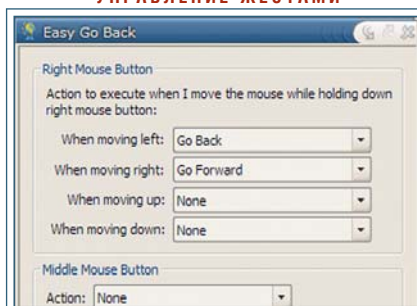 УПРАВЛЕНИЕ ЖЕСТАМИ
Easy Go Back
Right Mouse Button
Action to execute when I move the mouse while holding down
right mouse button:
When moving left: Go Back
When moving right: Go Forward
When moving up: None
When moving down: None
Middle Mouse Button
Action: None